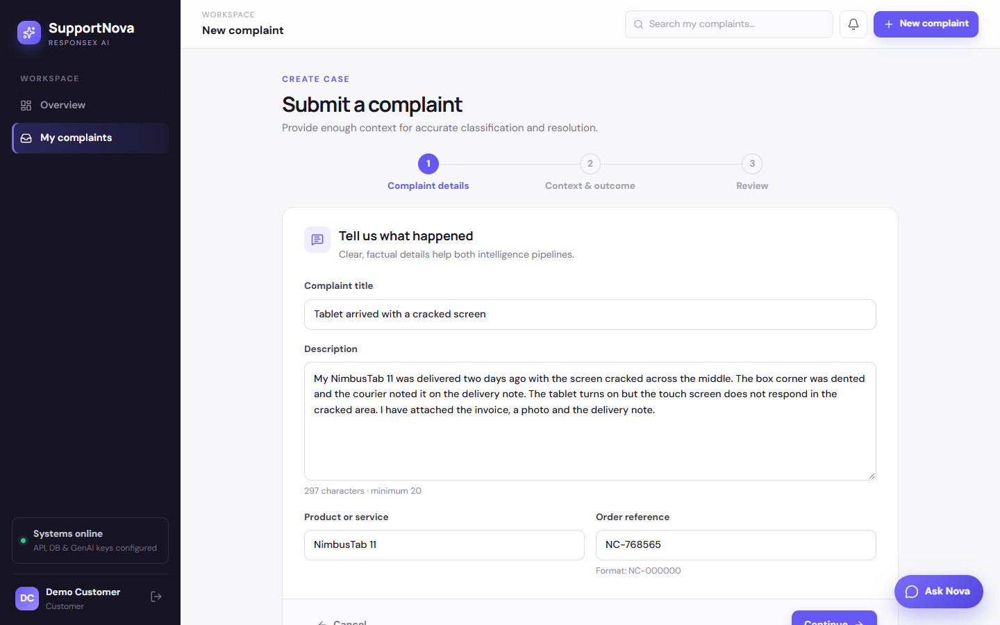 SupportNova
RESPONSEX AI
WORKSPACE
Overview
My complaints
Systems online
API, DB & GenAI keys configured
DC
Demo Customer
Customer
WORKSPACE
New complaint
Search my complaints...
New complaint
CREATE CASE
Submit a complaint
Provide enough context for accurate classification and resolution.
1
2
3
Complaint details
Context & outcome
Review
Tell us what happened
Clear, factual details help both intelligence pipelines.
Complaint title
Tablet arrived with a cracked screen
Description
My NimbusTab 11 was delivered two days ago with the screen cracked across the middle. The box corner was dented
and the courier noted it on the delivery note. The tablet turns on but the touch screen does not respond in the
cracked area. I have attached the invoice, a photo and the delivery note.
297 characters · minimum 20
Product or service
Order reference
NimbusTab 11
NC-768565
Format: NC-000000
Cancel
Continue
Ask Nova